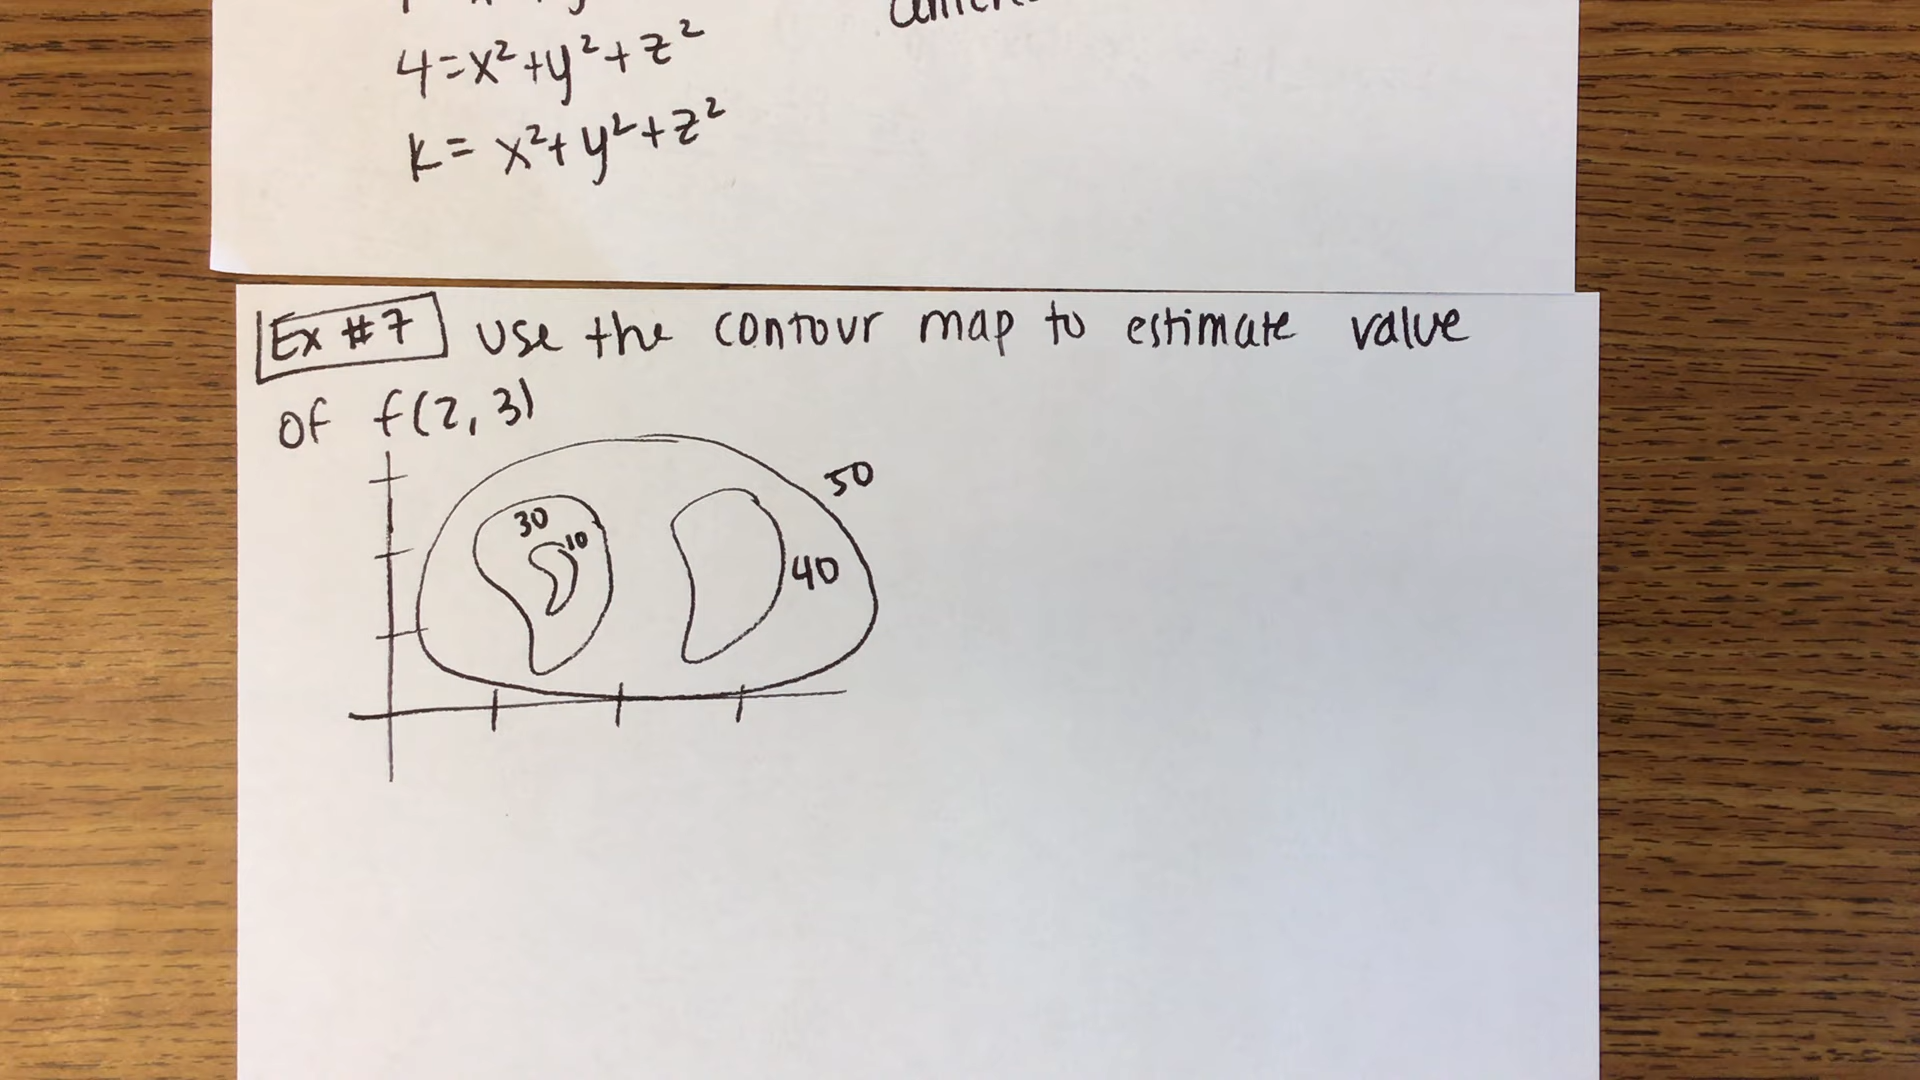 4=x²+y²+z²
k= x²+y²+z²
Ex #7 use the contour map to estimate value
of f(2,3)
50
30
10
40